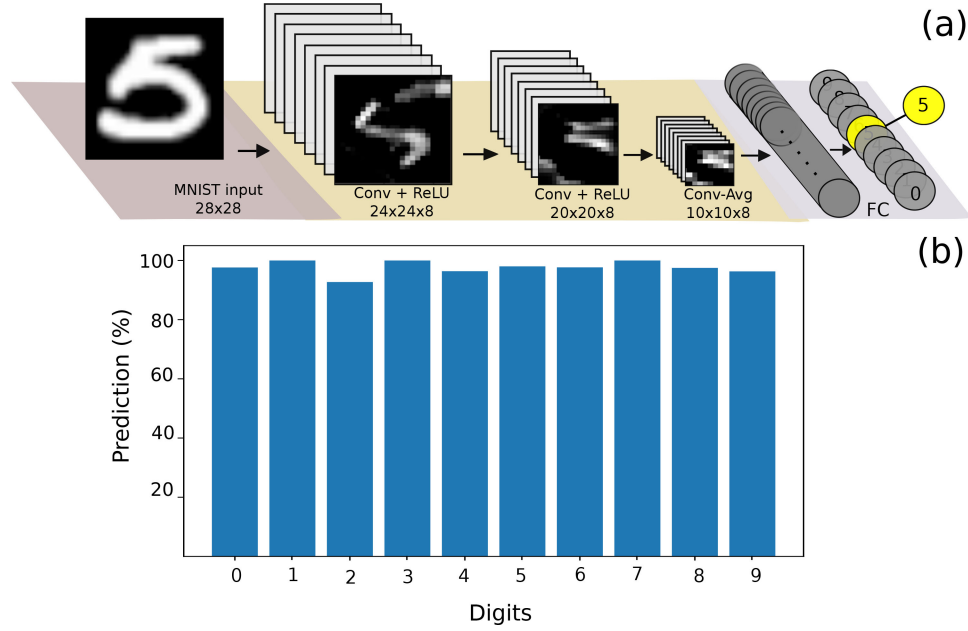 (a)
5
MNIST input
28x28
Conv + ReLU
24x24x8
Conv + ReLU
20x20x8
Conv-Avg
10x10x8
FC
0
(b)
Prediction (%)
100
80
60
40
20
0 1 2 3 4 5 6 7 8 9
Digits